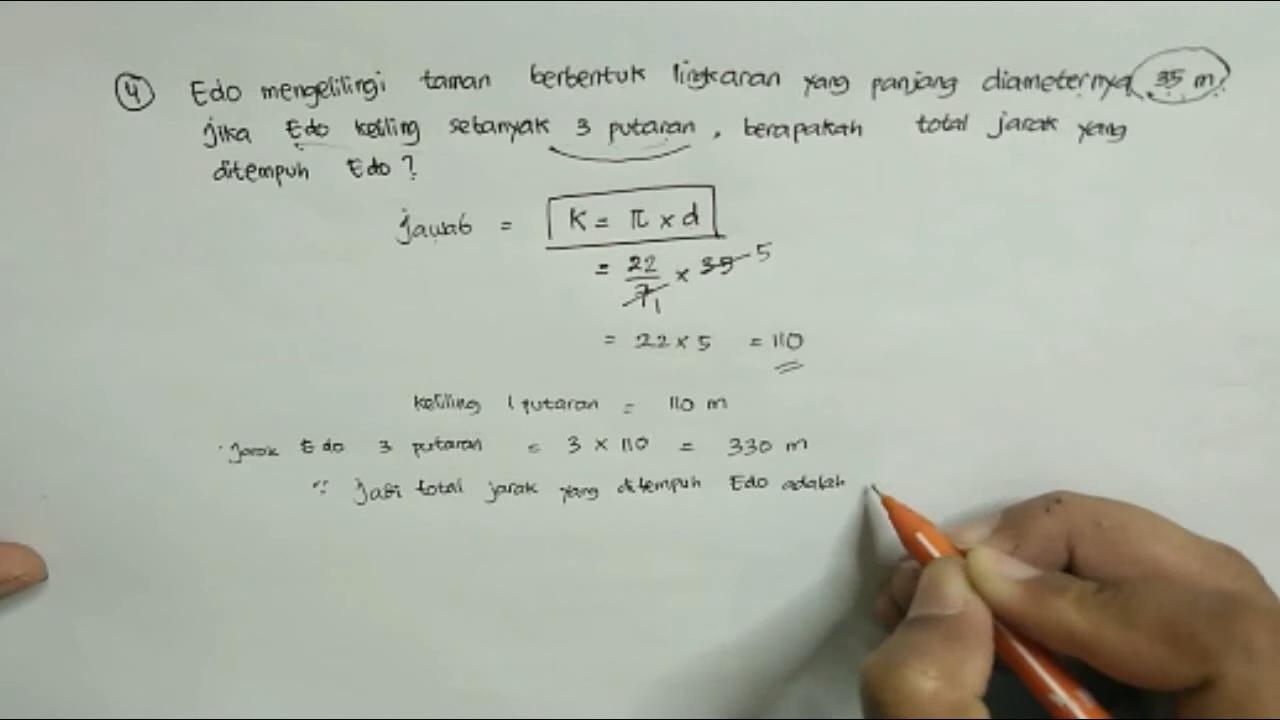 4 Edo mengelilingi taman berbentuk lingkaran yang panjang diameternya 35 m
jika Edo keliling sebanyak 3 putaran, berapakah total jarak yang
ditempuh Edo?
jawab = K = π × d
= 22/7 1 × 35 5
= 22 × 5 = 110
keliling 1 putaran = 110 m
Jarak Edo 3 putaran = 3 × 110 = 330 m
∵ Jadi total jarak yang ditempuh Edo adalah